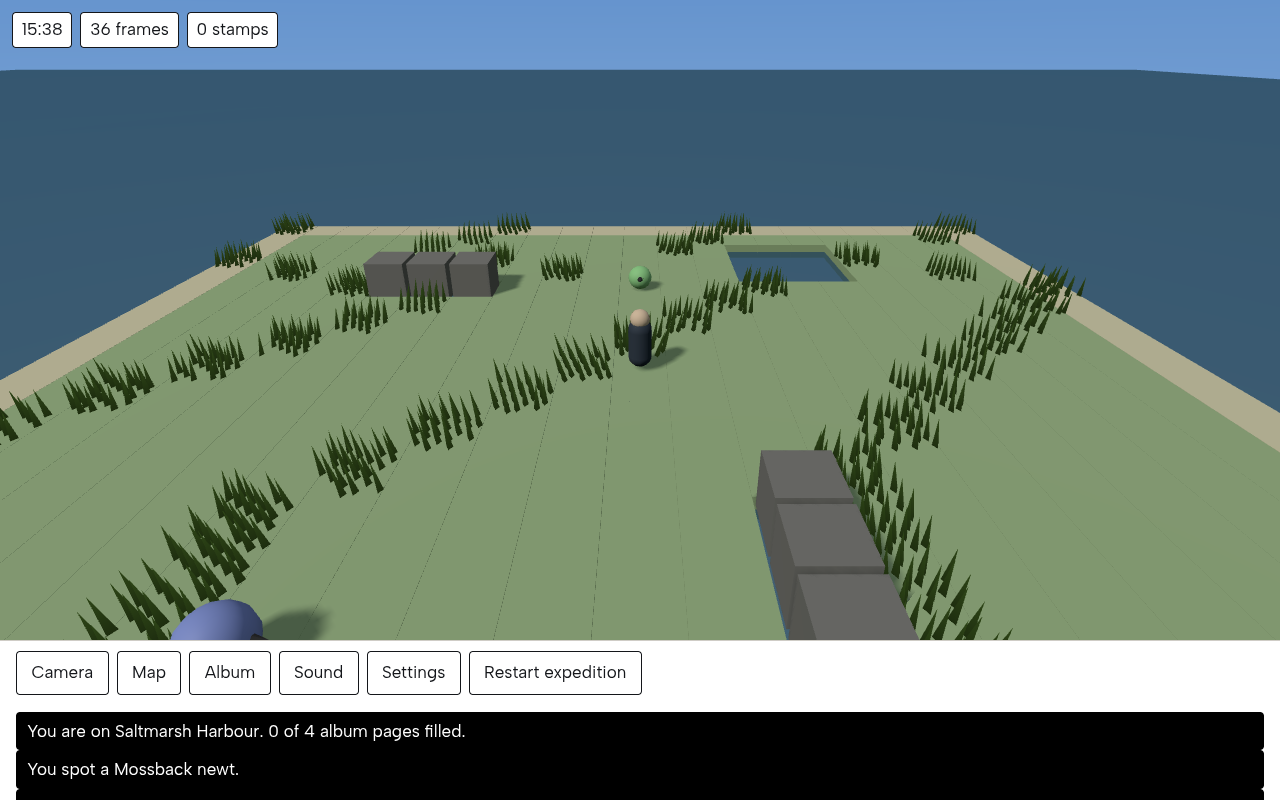 15:38 36 frames 0 stamps
Camera Map Album Sound Settings Restart expedition
You are on Saltmarsh Harbour. 0 of 4 album pages filled.
You spot a Mossback newt.